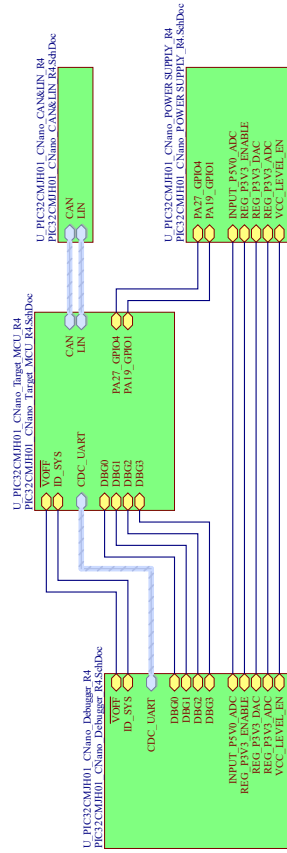 U_PIC32CMJH01_CNano_Debugger_R4
PIC32CMJH01_CNano_Debugger_R4.SchDoc
VOFF
ID_SYS
CDC_UART
DBG0
DBG1
DBG2
DBG3
INPUT_P5V0_ADC
REG_P3V3_ENABLE
REG_P3V3_DAC
REG_P3V3_ADC
VCC_LEVEL_EN
U_PIC32CMJH01_CNano_Target_MCU_R4
PIC32CMJH01_CNano_Target_MCU_R4.SchDoc
VOFF
ID_SYS
CDC_UART
DBG0
DBG1
DBG2
DBG3
CAN
LIN
PA27_GPIO4
PA19_GPIO1
U_PIC32CMJH01_CNano_CAN&LIN_R4
PIC32CMJH01_CNano_CAN&LIN_R4.SchDoc
CAN
LIN
U_PIC32CMJH01_CNano_POWER SUPPLY_R4
PIC32CMJH01_CNano_POWER SUPPLY_R4.SchDoc
PA27_GPIO4
PA19_GPIO1
INPUT_P5V0_ADC
REG_P3V3_ENABLE
REG_P3V3_DAC
REG_P3V3_ADC
VCC_LEVEL_EN